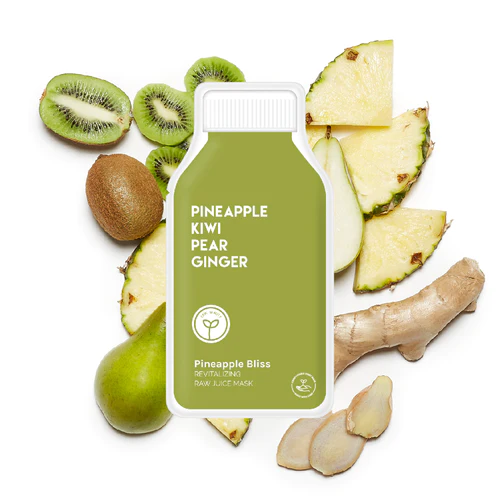 PINEAPPLE
KIWI
PEAR
GINGER
Pineapple Bliss
REVITALIZING
RAW JUICE MASK